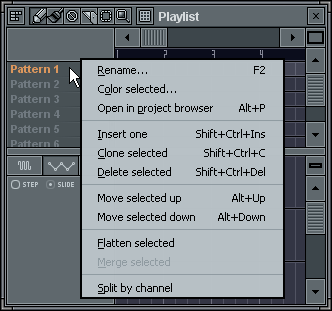 Playlist
2 3 4
Pattern 1
Pattern 2
Pattern 3
Pattern 4
Pattern 5
Pattern 6
Rename... F2
Color selected...
Open in project browser Alt+P
Insert one Shift+Ctrl+Ins
Clone selected Shift+Ctrl+C
Delete selected Shift+Ctrl+Del
Move selected up Alt+Up
Move selected down Alt+Down
Flatten selected
Merge selected
Split by channel
STEP SLIDE